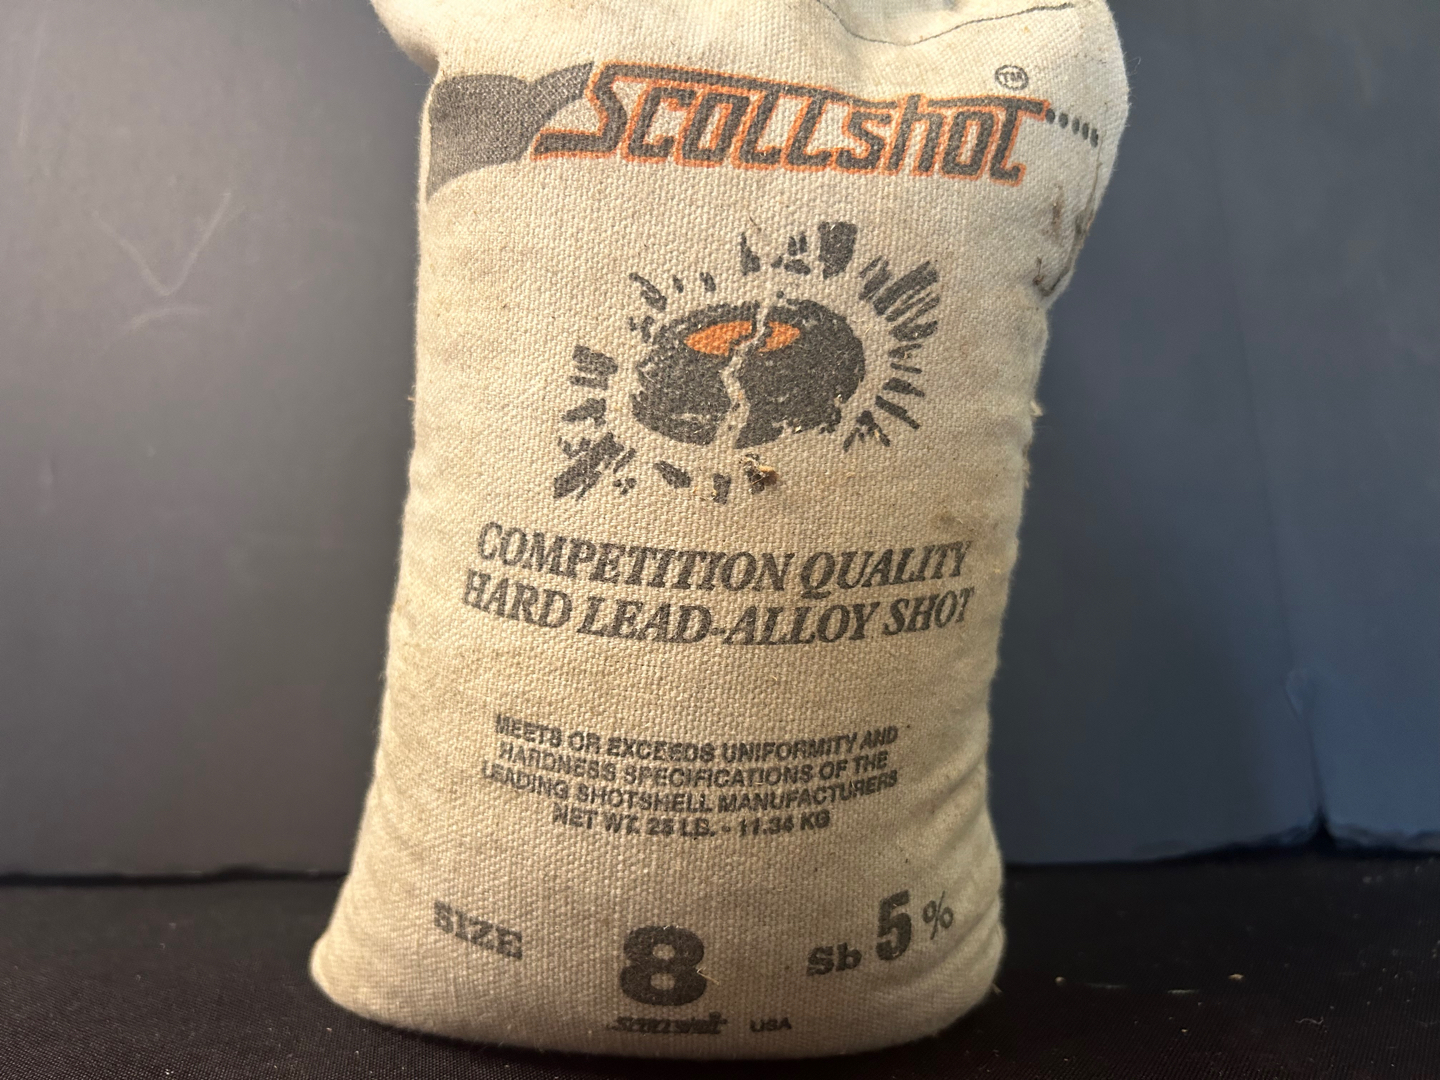 Scollshot TM
COMPETITION QUALITY
HARD LEAD-ALLOY SHOT
MEETS OR EXCEEDS UNIFORMITY AND
HARDNESS SPECIFICATIONS OF THE
LEADING SHOTSHELL MANUFACTURERS
NET WT. 25 LB. - 11.34 KG
SIZE 8 Sb 5 %
USA